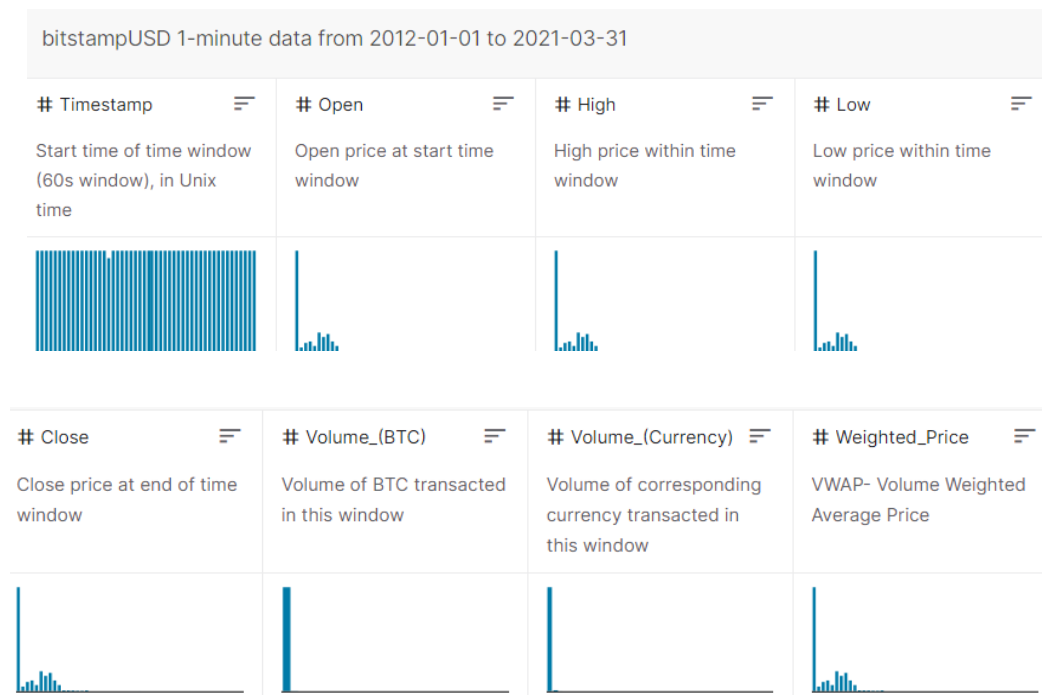 bitstampUSD 1-minute data from 2012-01-01 to 2021-03-31
# Timestamp
# Open
# High
# Low
Start time of time window
(60s window), in Unix
time
Open price at start time
window
High price within time
window
Low price within time
window
# Close
# Volume_(BTC)
# Volume_(Currency)
# Weighted_Price
Close price at end of time
window
Volume of BTC transacted
in this window
Volume of corresponding
currency transacted in
this window
VWAP- Volume Weighted
Average Price